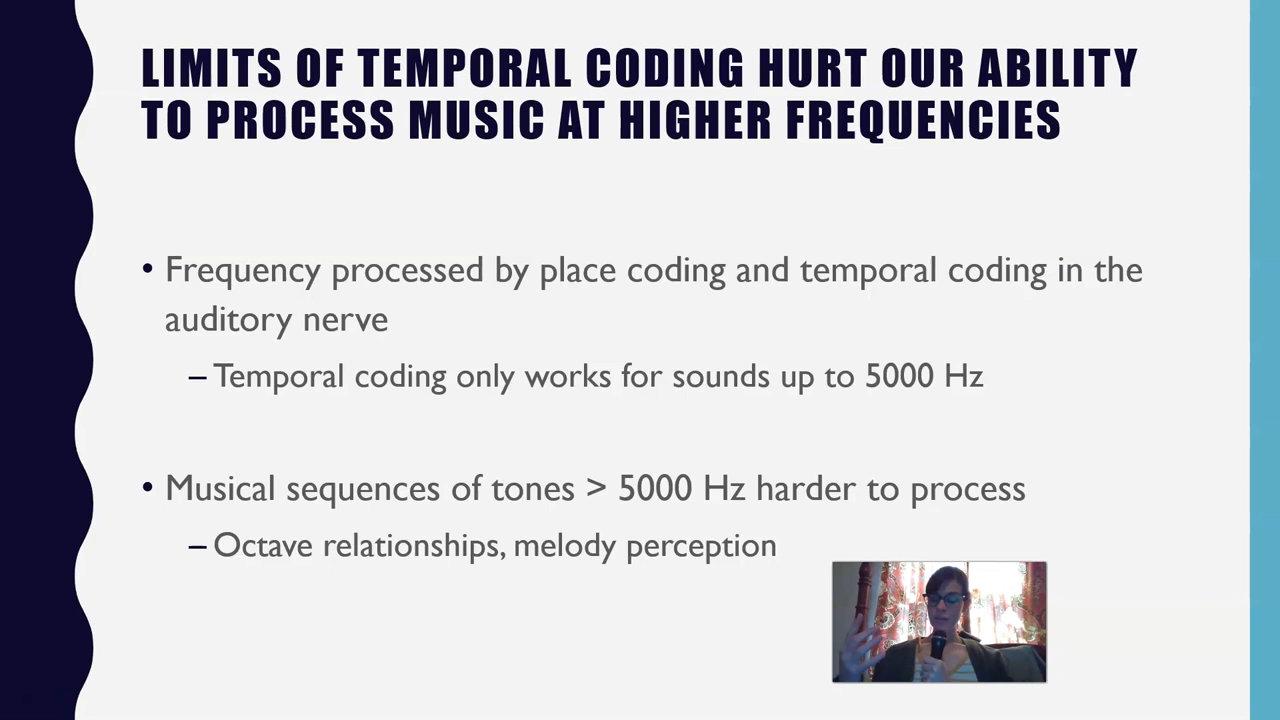 LIMITS OF TEMPORAL CODING HURT OUR ABILITY
TO PROCESS MUSIC AT HIGHER FREQUENCIES
• Frequency processed by place coding and temporal coding in the
auditory nerve
– Temporal coding only works for sounds up to 5000 Hz
• Musical sequences of tones > 5000 Hz harder to process
– Octave relationships, melody perception